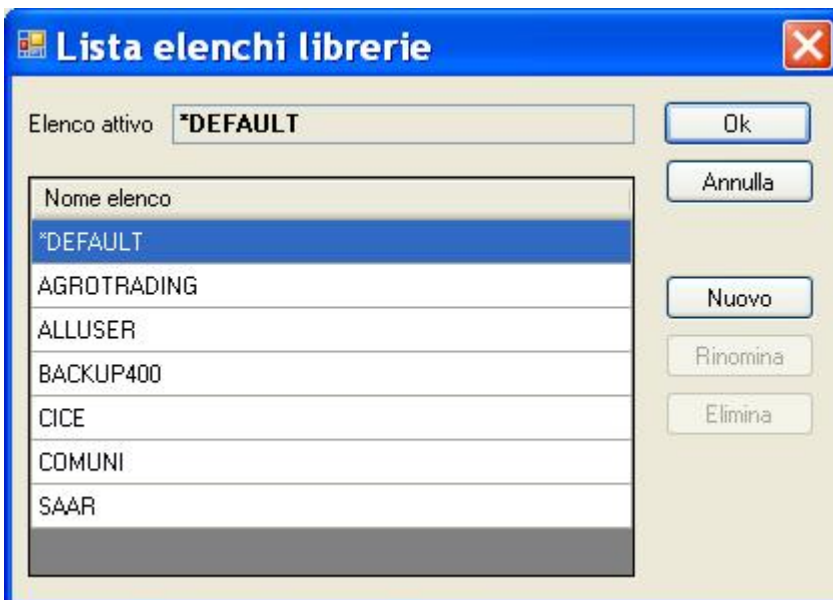 Lista elenchi librerie
Elenco attivo *DEFAULT
Ok
Annulla
Nome elenco
*DEFAULT
AGROTRADING
ALLUSER
BACKUP400
CICE
COMUNI
SAAR
Nuovo
Rinomina
Elimina